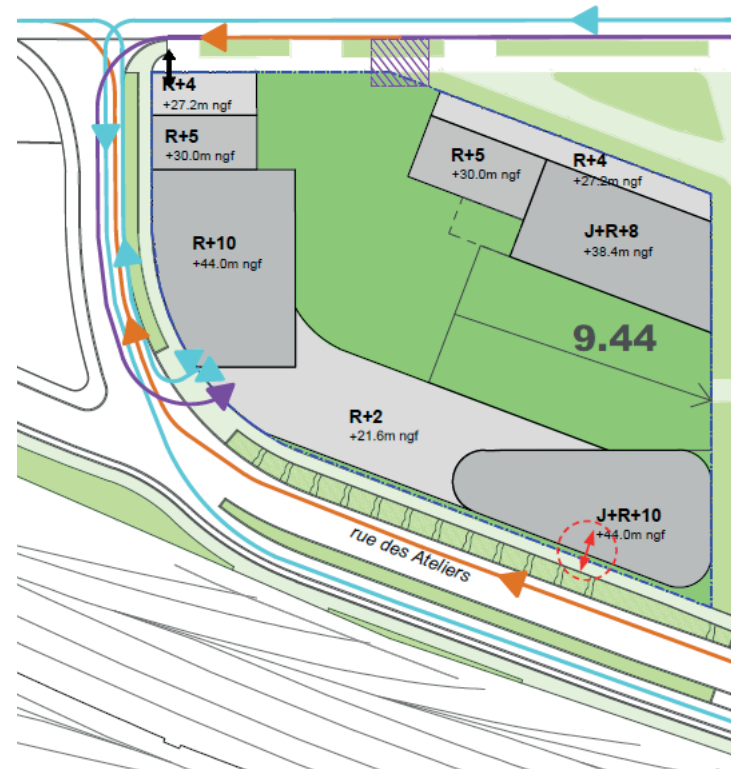 R+4
+27.2m ngf
R+5
+30.0m ngf
R+10
+44.0m ngf
R+5
+30.0m ngf
R+4
+27.2m ngf
J+R+8
+38.4m ngf
9.44
R+2
+21.6m ngf
J+R+10
+44.0m ngf
rue des Ateliers